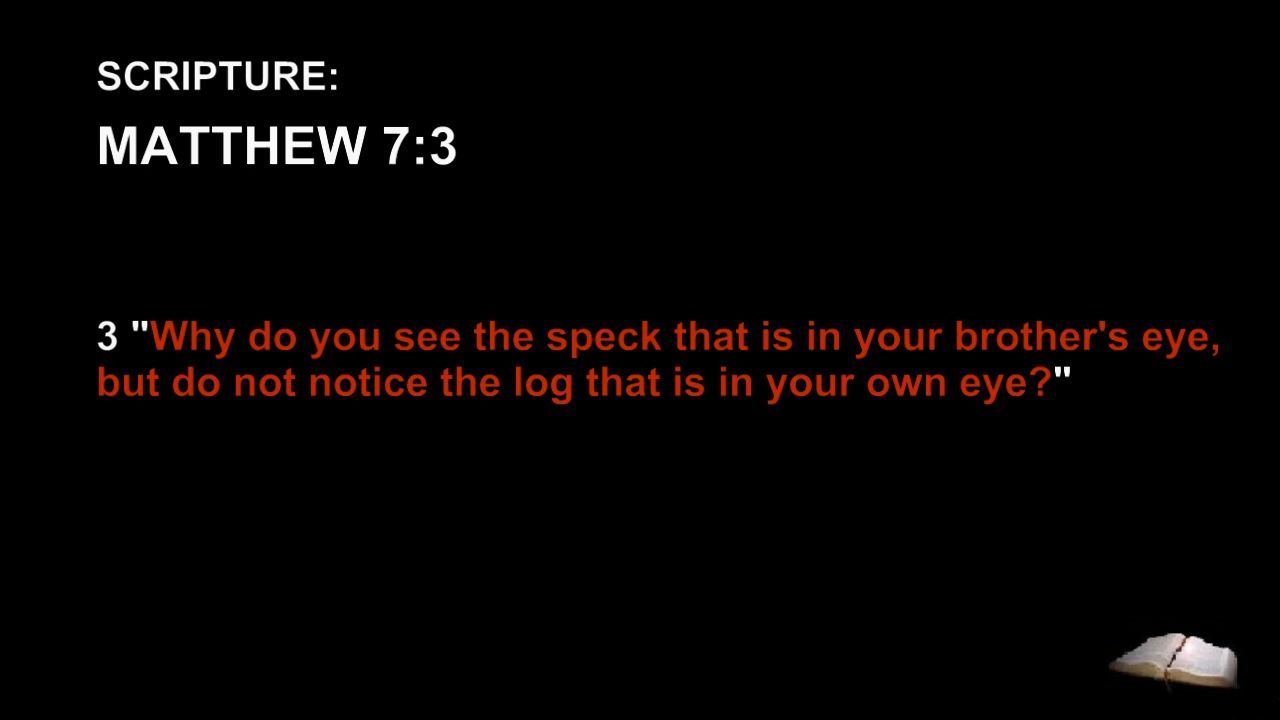 SCRIPTURE:
MATTHEW 7:3
3 "Why do you see the speck that is in your brother's eye,
but do not notice the log that is in your own eye?"